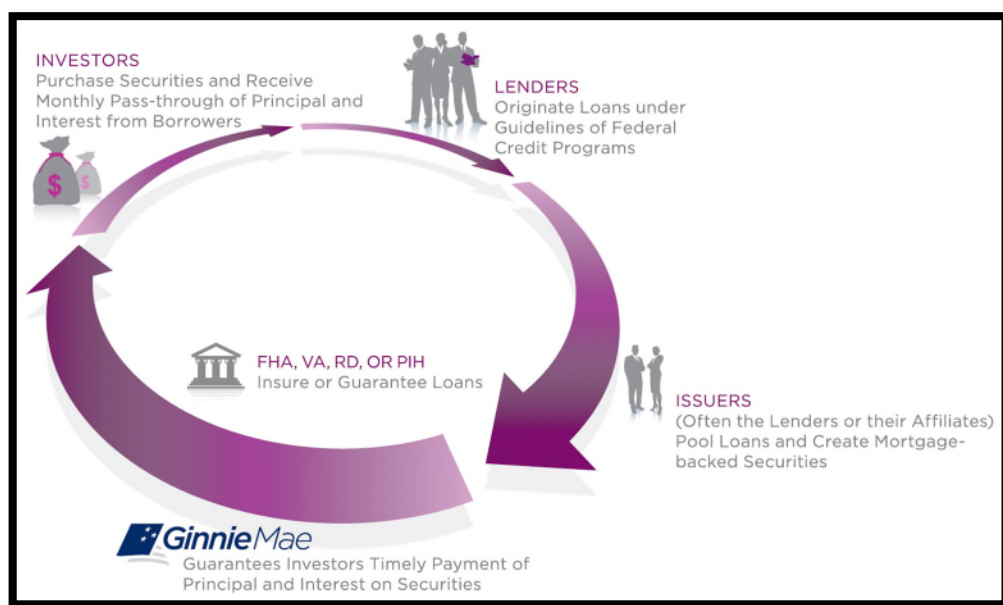 INVESTORS
Purchase Securities and Receive
Monthly Pass-through of Principal and
Interest from Borrowers
$
$
LENDERS
Originate Loans under
Guidelines of Federal
Credit Programs
FHA, VA, RD, OR PIH
Insure or Guarantee Loans
ISSUERS
(Often the Lenders or their Affiliates)
Pool Loans and Create Mortgage-
backed Securities
GinnieMae
Guarantees Investors Timely Payment of
Principal and Interest on Securities